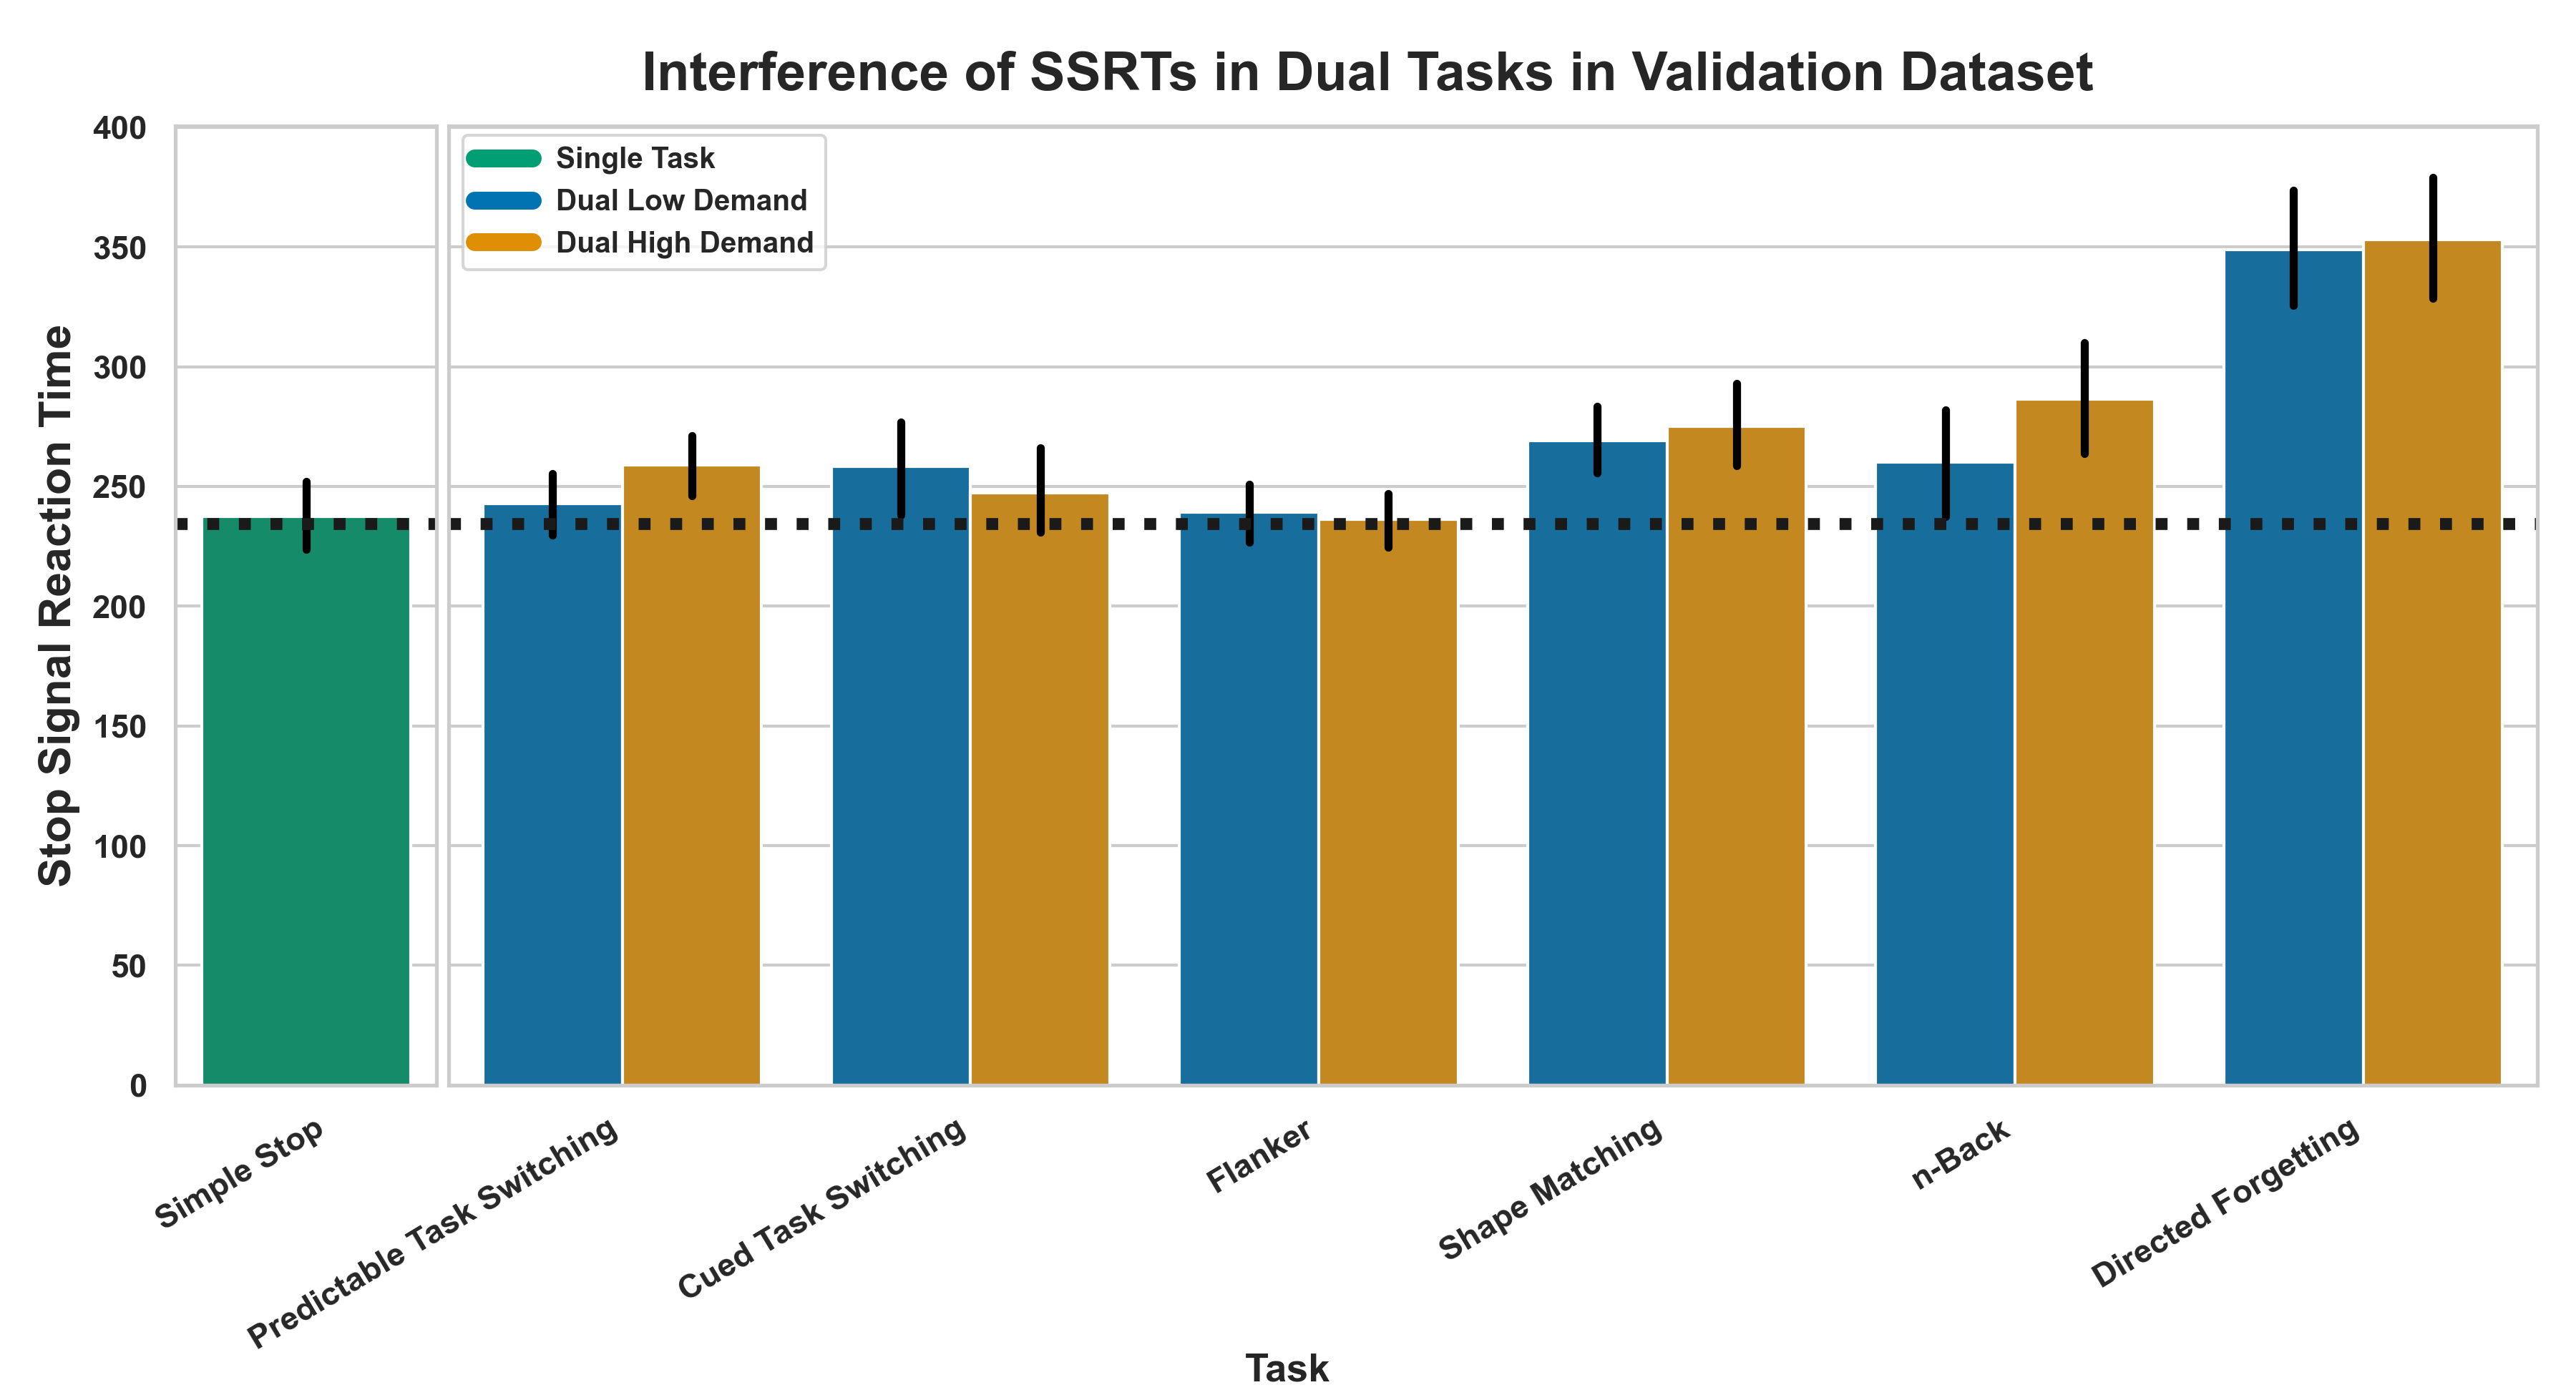 Interference of SSRTs in Dual Tasks in Validation Dataset
Stop Signal Reaction Time
400
350
300
250
200
150
100
50
0
Single Task
Dual Low Demand
Dual High Demand
Simple Stop
Predictable Task Switching
Cued Task Switching
Flanker
Shape Matching
n-Back
Directed Forgetting
Task